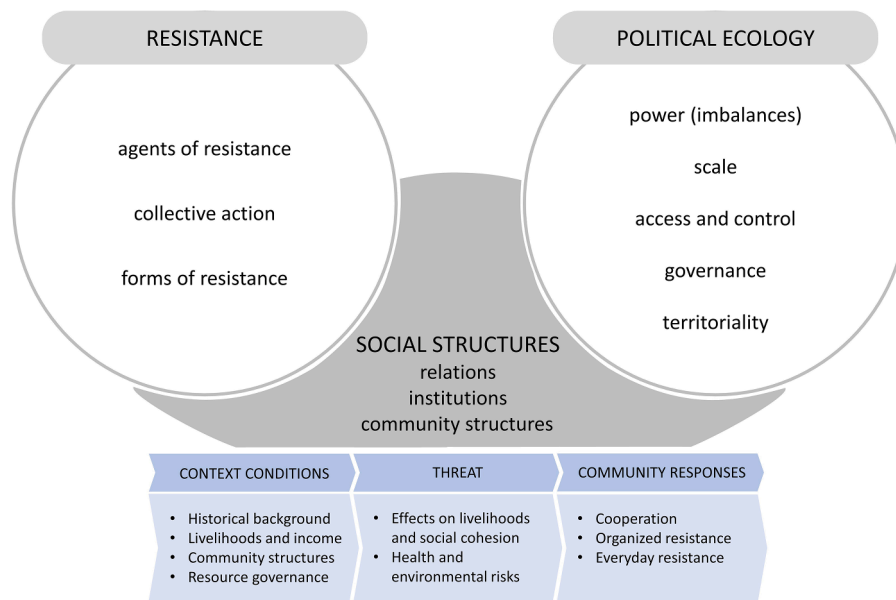 RESISTANCE
agents of resistance
collective action
forms of resistance
POLITICAL ECOLOGY
power (imbalances)
scale
access and control
governance
territoriality
SOCIAL STRUCTURES
relations
institutions
community structures
CONTEXT CONDITIONS
• Historical background
• Livelihoods and income
• Community structures
• Resource governance
THREAT
• Effects on livelihoods
and social cohesion
• Health and
environmental risks
COMMUNITY RESPONSES
• Cooperation
• Organized resistance
• Everyday resistance